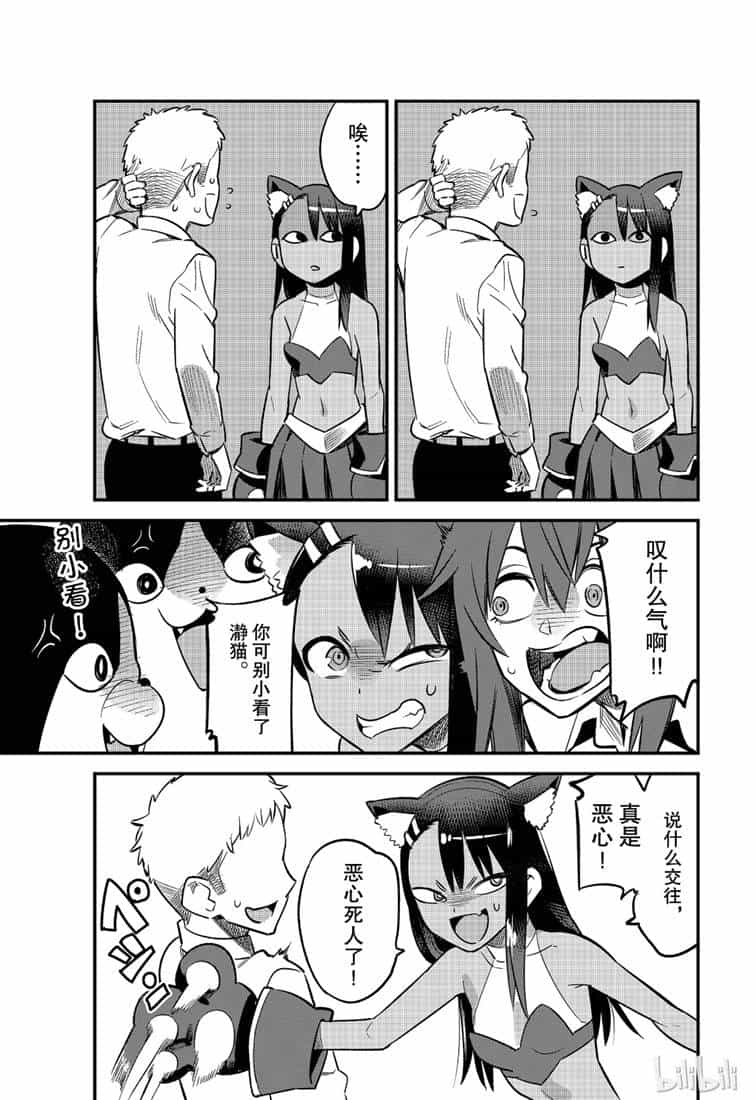 唉……
叹什么气啊!!
你可别小看了
瀞猫。
别小看！
说什么交往，
真是
恶心！
恶心死人了！
ペシッ
bilibili